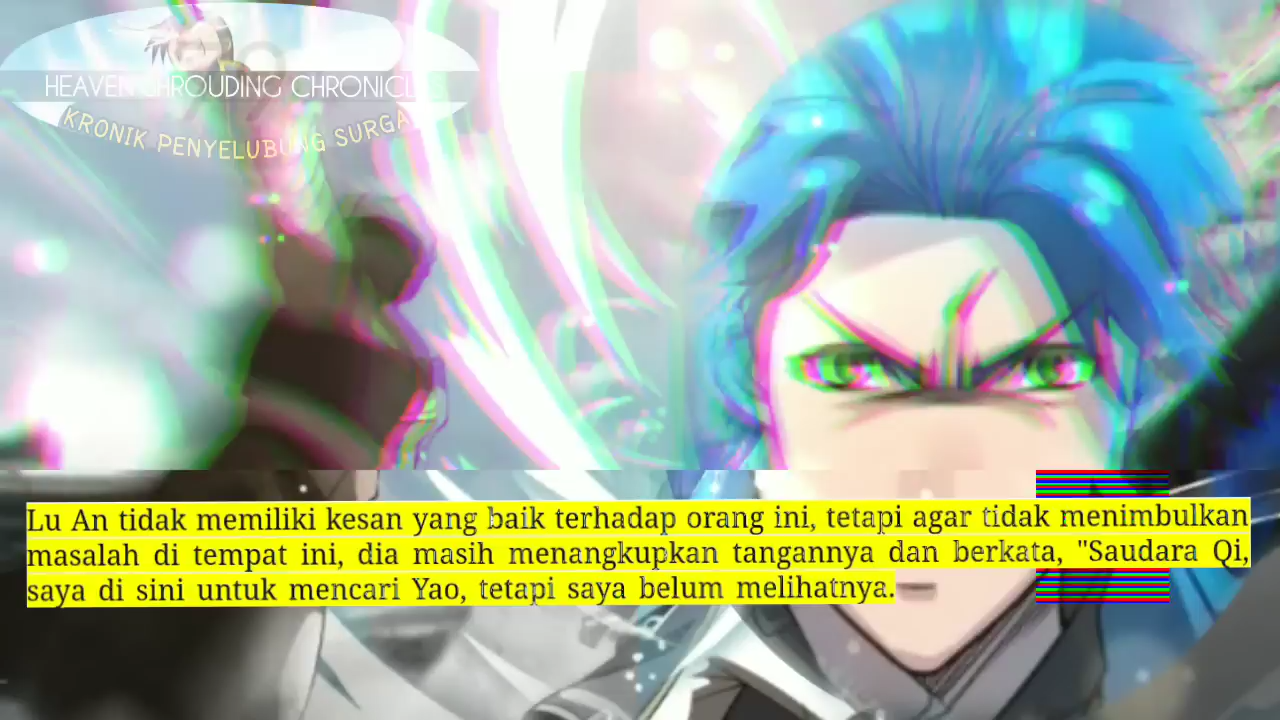 HEAVEN SHROUDING CHRONICLES
KRONIK PENYELUBUNG SURGA
Lu An tidak memiliki kesan yang baik terhadap orang ini, tetapi agar tidak menimbulkan
masalah di tempat ini, dia masih menangkupkan tangannya dan berkata, "Saudara Qi,
saya di sini untuk mencari Yao, tetapi saya belum melihatnya.